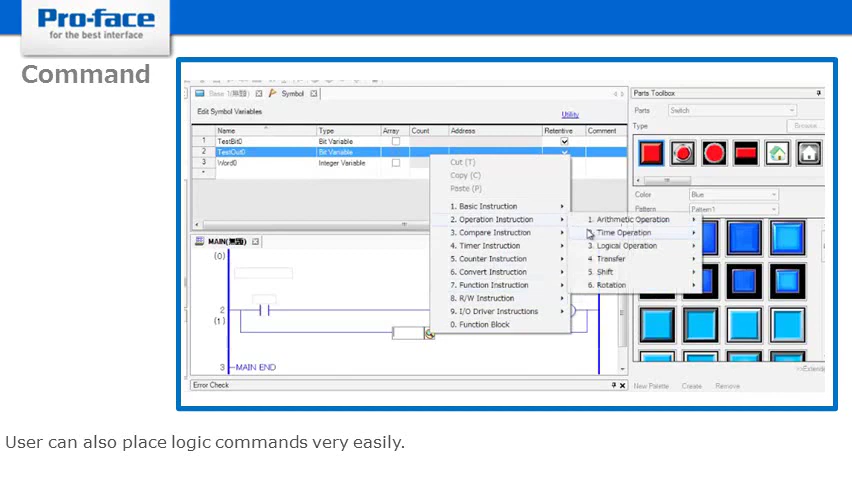 Pro-face
for the best interface
Command
Base 1(無題)
Symbol
Parts Toolbox
Edit Symbol Variables
Utility
Parts
Switch
Type
Browse
Name
Type
Array
Count
Address
Retentive
Comment
1 TestBit0 Bit Variable
2 TestOut0 Bit Variable
3 Word0 Integer Variable
*
Cut (T)
Copy (C)
Paste (P)
1. Basic Instruction
2. Operation Instruction
3. Compare Instruction
4. Timer Instruction
5. Counter Instruction
6. Convert Instruction
7. Function Instruction
8. R/W Instruction
9. I/O Driver Instructions
0. Function Block
1. Arithmetic Operation
Time Operation
3. Logical Operation
4. Transfer
5. Shift
6. Rotation
Color
Blue
Pattern
Pattern1
MAIN(無題)
(0)
2
(1)
3
MAIN END
Error Check
>>Extende
New Palette
Create
Remove
User can also place logic commands very easily.